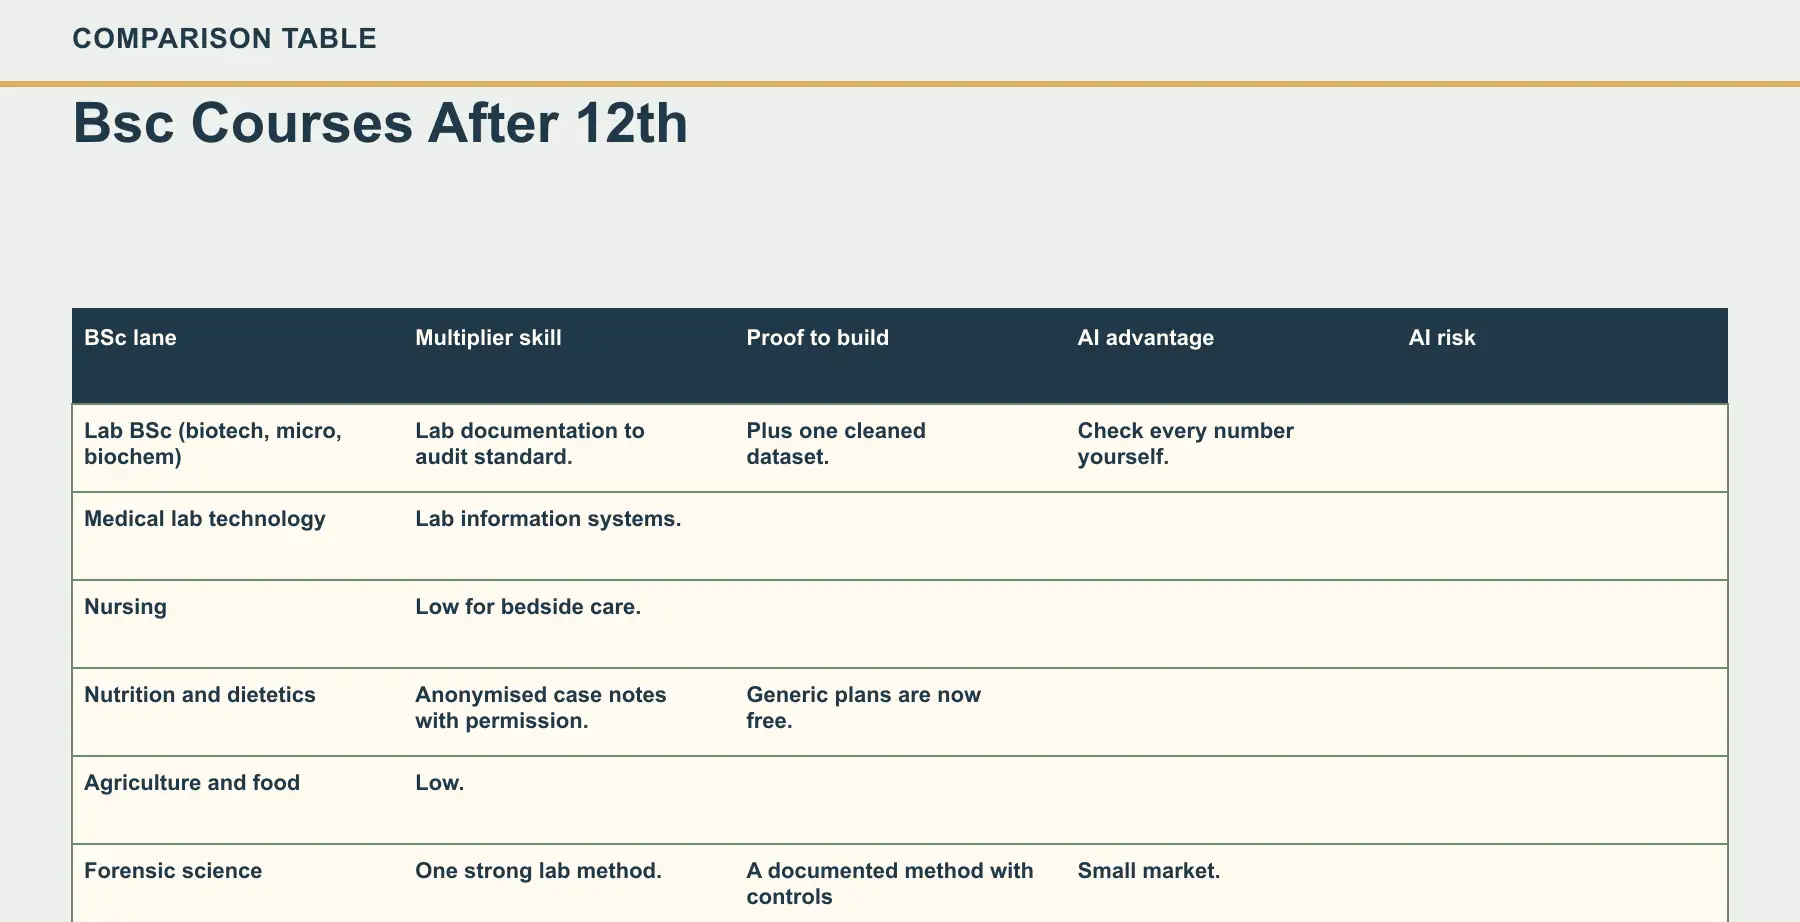 COMPARISON TABLE
Bsc Courses After 12th
BSc lane Multiplier skill Proof to build AI advantage AI risk
Lab BSc (biotech, micro, Lab documentation to Plus one cleaned Check every number
biochem) audit standard. dataset. yourself.
Medical lab technology Lab information systems.
Nursing Low for bedside care.
Nutrition and dietetics Anonymised case notes Generic plans are now
with permission. free.
Agriculture and food Low.
Forensic science One strong lab method. A documented method with Small market.
controls